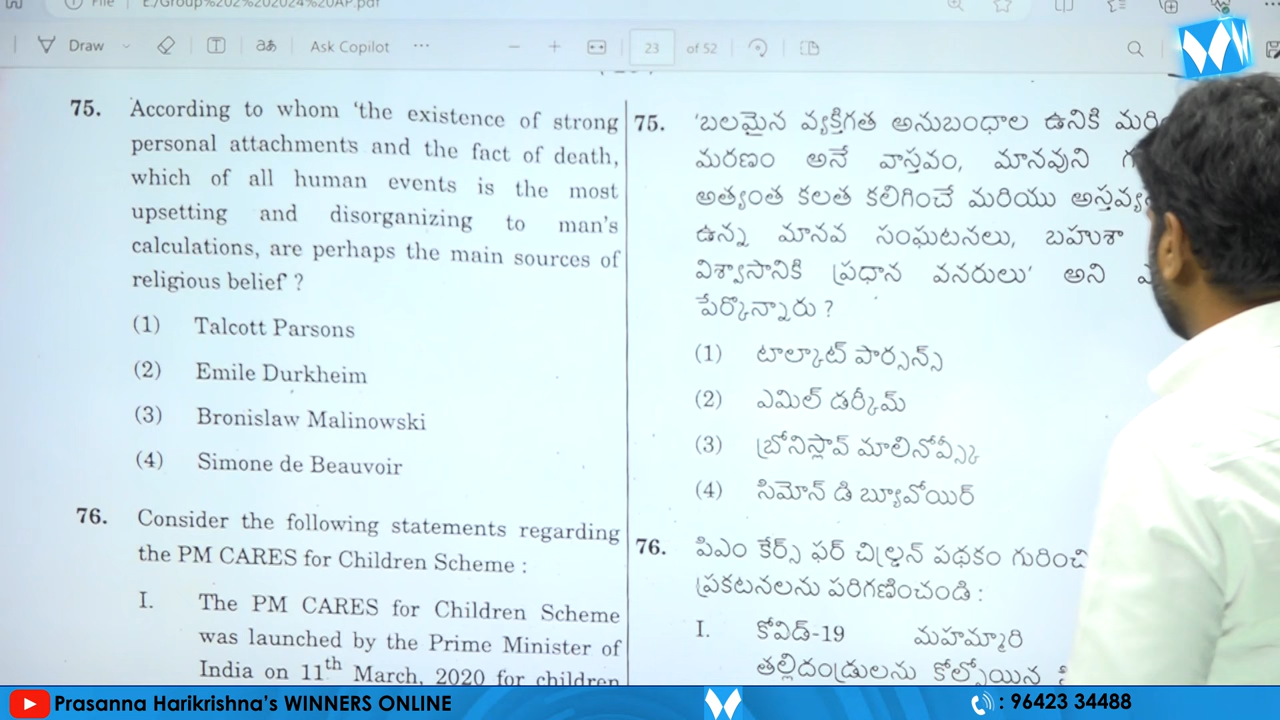 File
E:/Group%202%202024%20AP.pdf
Draw
aあ
Ask Copilot
23 of 52
75. According to whom 'the existence of strong
personal attachments and the fact of death,
which of all human events is the most
upsetting and disorganizing to man's
calculations, are perhaps the main sources of
religious belief' ?
(1) Talcott Parsons
(2) Emile Durkheim
(3) Bronislaw Malinowski
(4) Simone de Beauvoir
76. Consider the following statements regarding
the PM CARES for Children Scheme :
I. The PM CARES for Children Scheme
was launched by the Prime Minister of
India on 11th March, 2020 for children
75. 'బలమైన వ్యక్తిగత అనుబంధాల ఉనికి
మరణం అనే వాస్తవం, మానవుని
అత్యంత కలత కలిగించే మరియు
ఉన్న మానవ సంఘటనలు, బహుశా
విశ్వాసానికి ప్రధాన వనరులు' అని
పేర్కొన్నారు ?
(1) టాల్కాట్ పార్సన్స్
(2) ఎమిల్ డర్కీమ్
(3) బ్రోనిస్లావ్ మాలినోవ్స్కీ
(4) సిమోన్ డి బ్యూవోయిర్
76. పిఎం కేర్స్ ఫర్ చిల్డ్రన్ పథకం
ప్రకటనలను పరిగణించండి :
I. కోవిడ్-19 మహమ్మారి
తల్లిదండ్రులను కోల్పోయిన
Prasanna Harikrishna's WINNERS ONLINE
: 96423 34488